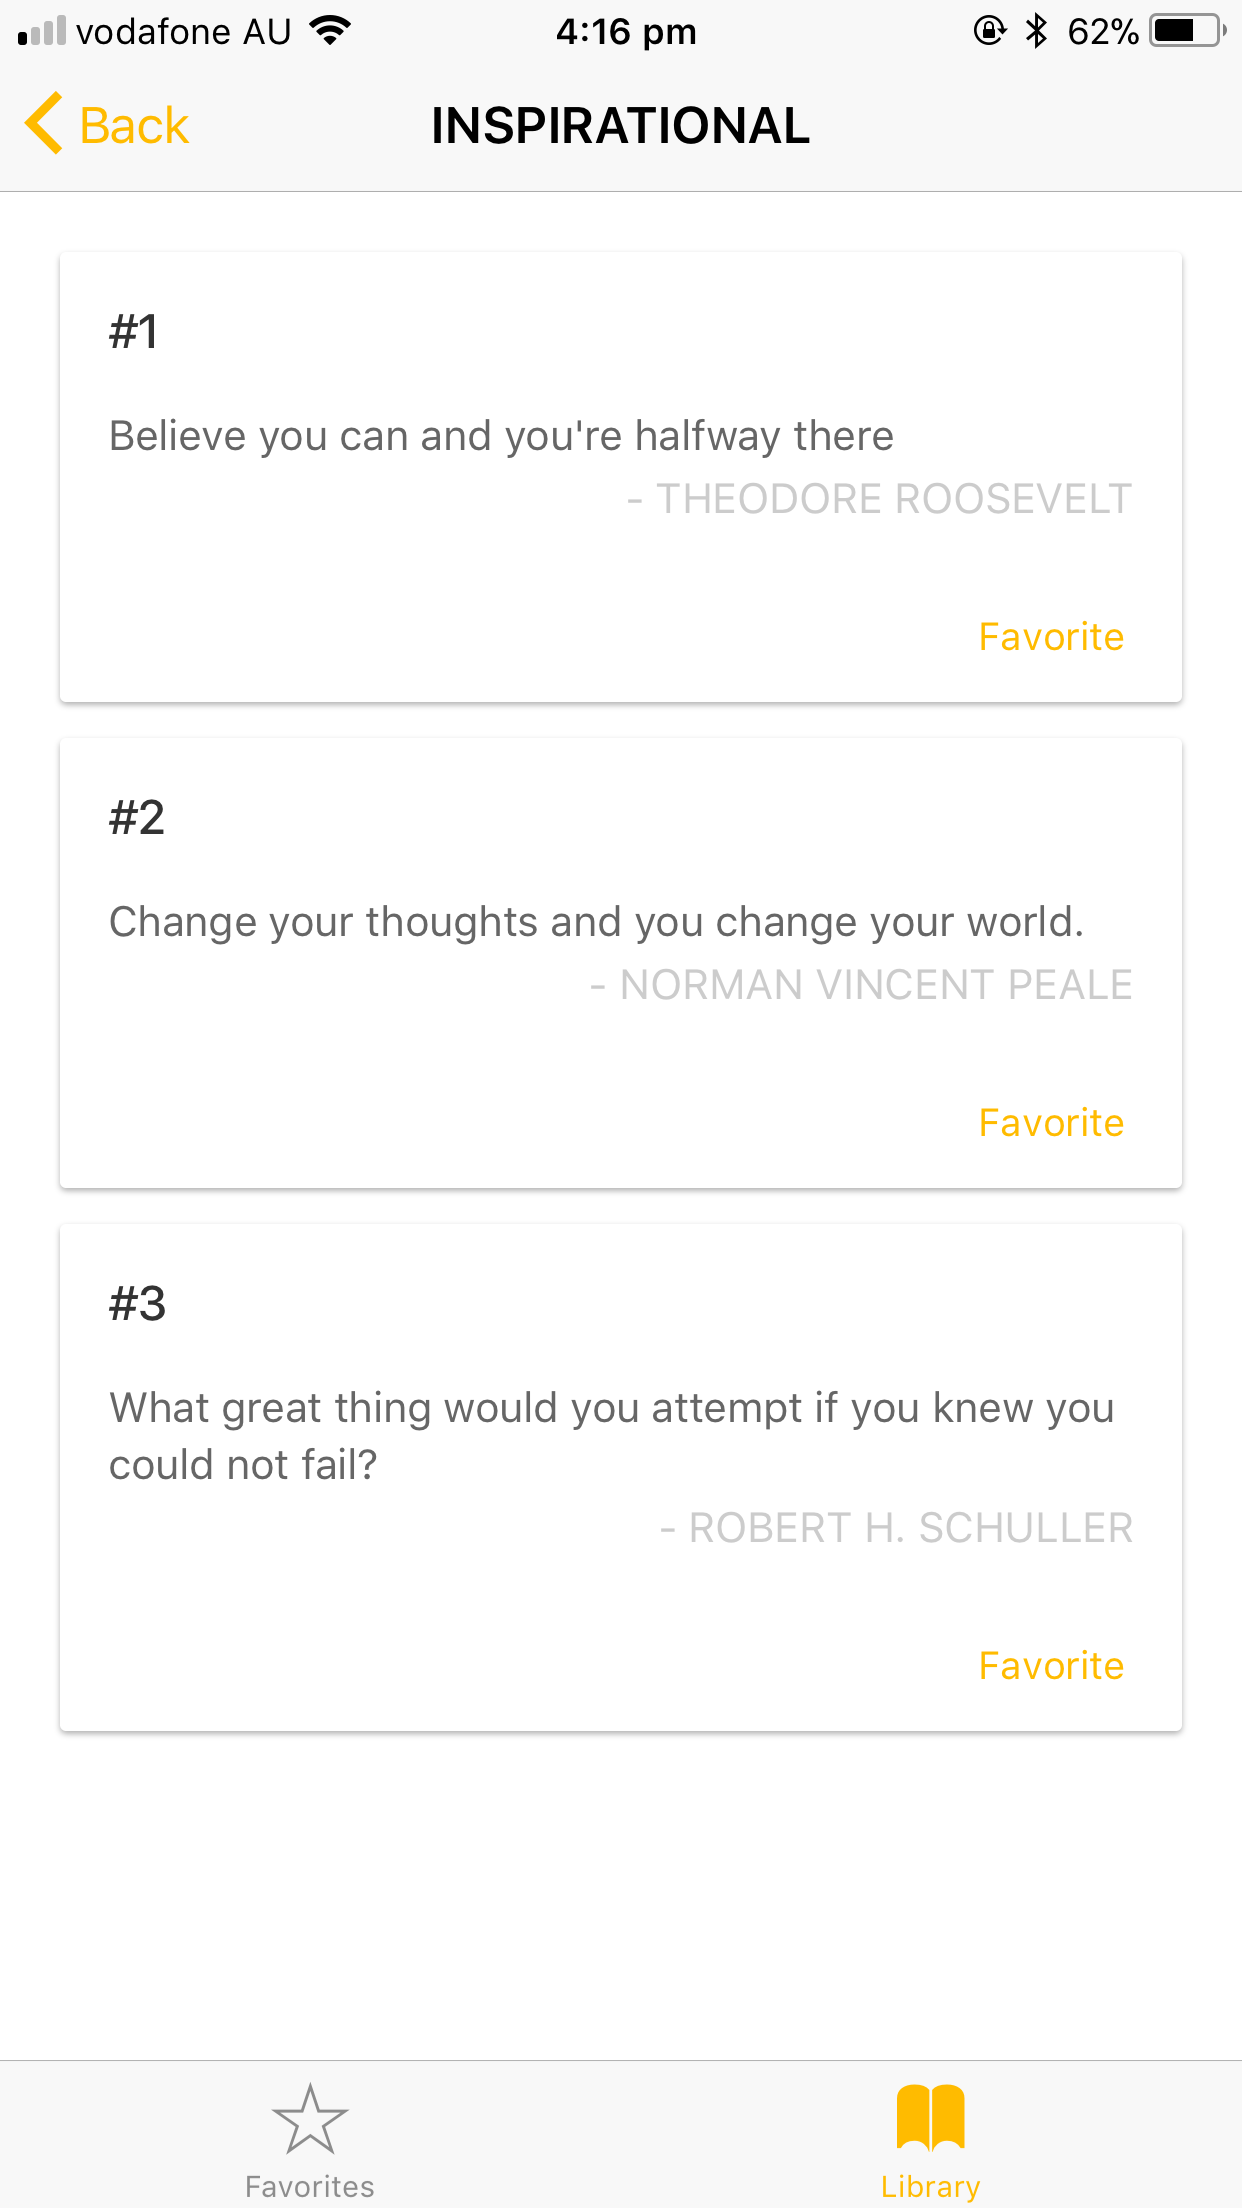 vodafone AU 4:16 pm 62%
Back INSPIRATIONAL
#1
Believe you can and you're halfway there
- THEODORE ROOSEVELT
Favorite
#2
Change your thoughts and you change your world.
- NORMAN VINCENT PEALE
Favorite
#3
What great thing would you attempt if you knew you
could not fail?
- ROBERT H. SCHULLER
Favorite
Favorites Library